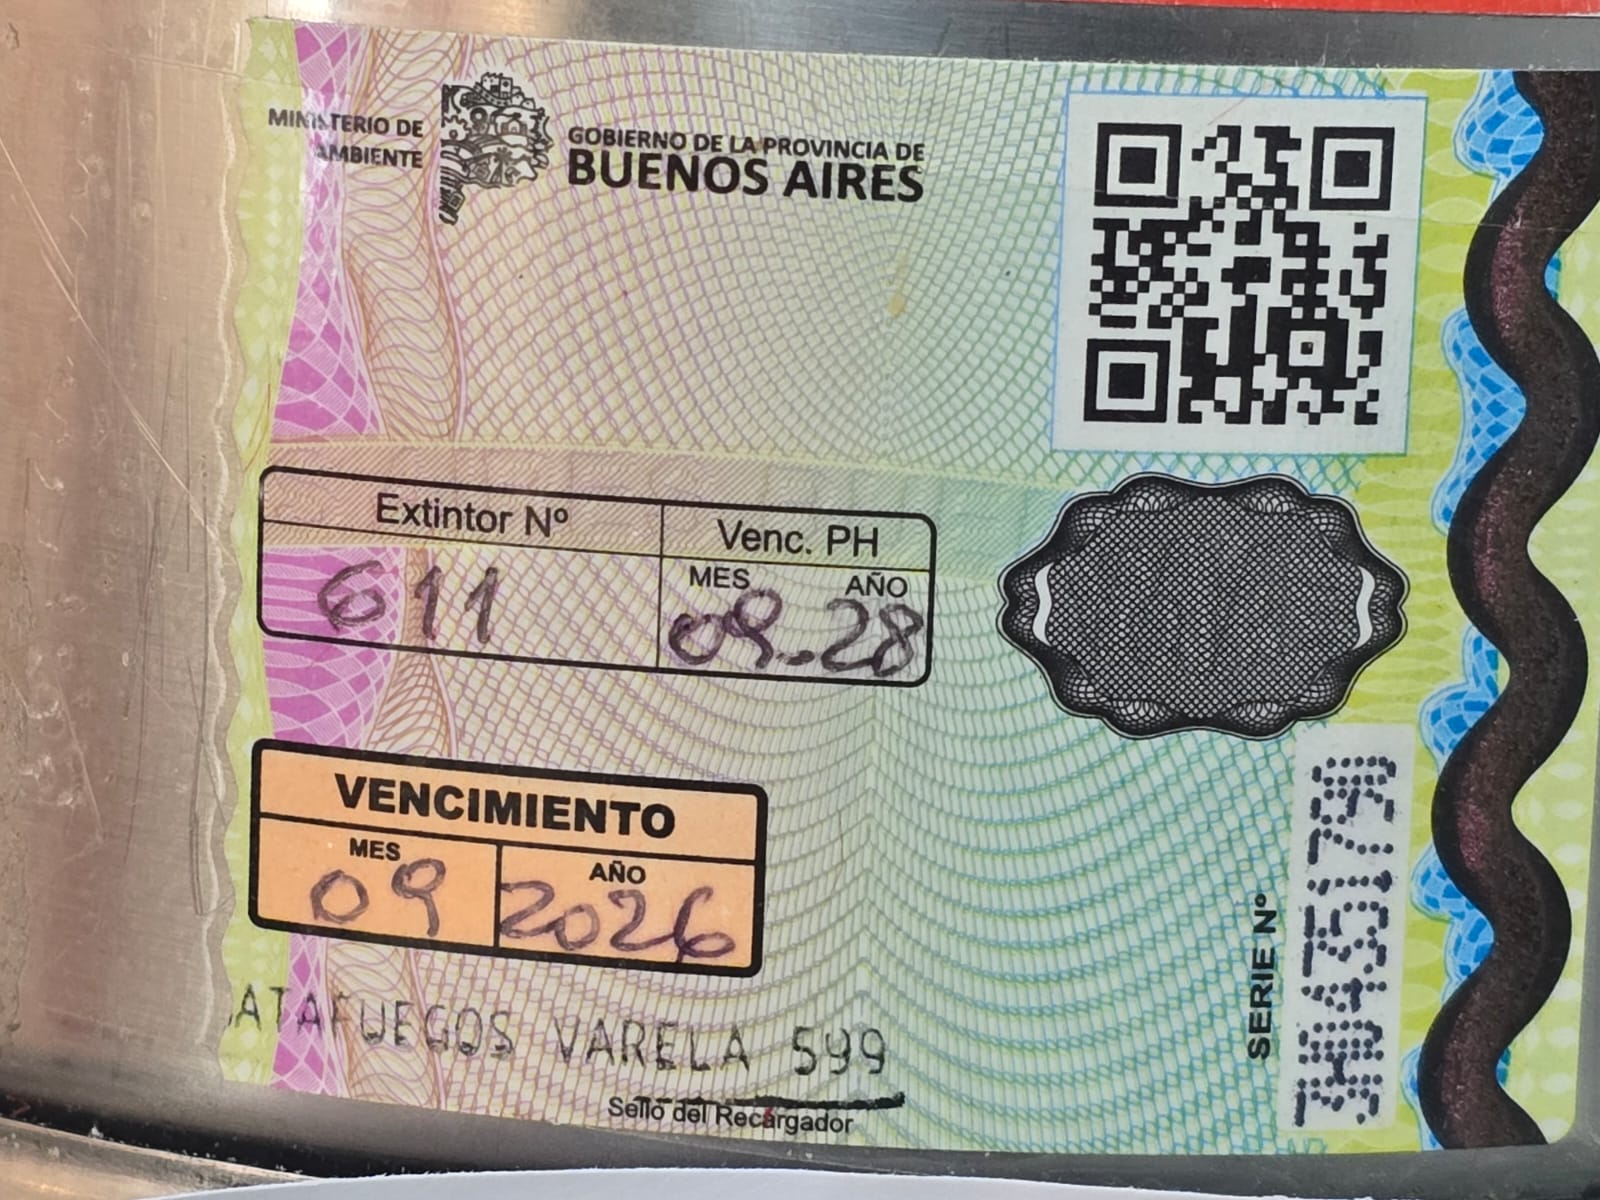 MINISTERIO DE
AMBIENTE
GOBIERNO DE LA PROVINCIA DE
BUENOS AIRES
Extintor Nº
Venc. PH
611
MES AÑO
09-28
VENCIMIENTO
MES AÑO
09 2026
ATAFUEGOS VARELA 599
Sello del Recargador
SERIE Nº